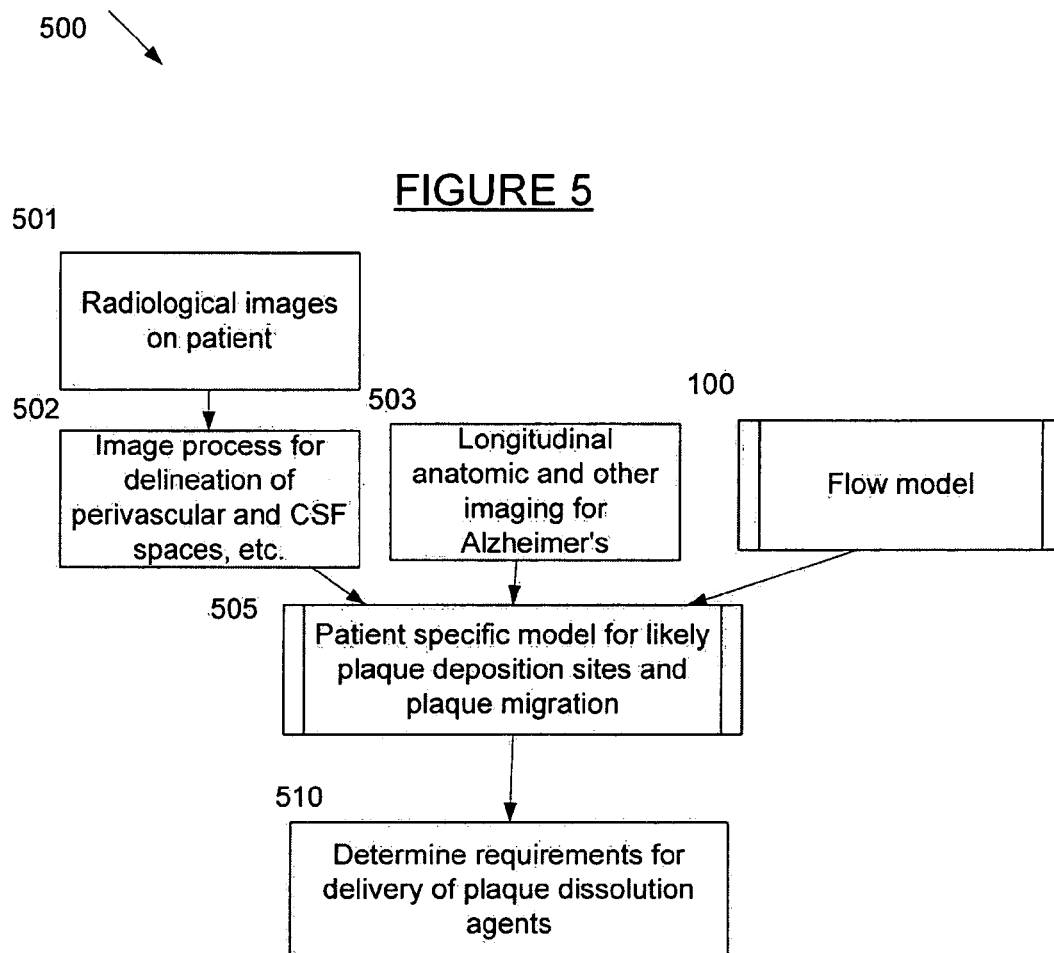 500
FIGURE 5
501
Radiological images
on patient
502
Image process for
delineation of
perivascular and CSF
spaces, etc.
503
Longitudinal
anatomic and other
imaging for
Alzheimer's
100
Flow model
505
Patient specific model for likely
plaque deposition sites and
plaque migration
510
Determine requirements for
delivery of plaque dissolution
agents